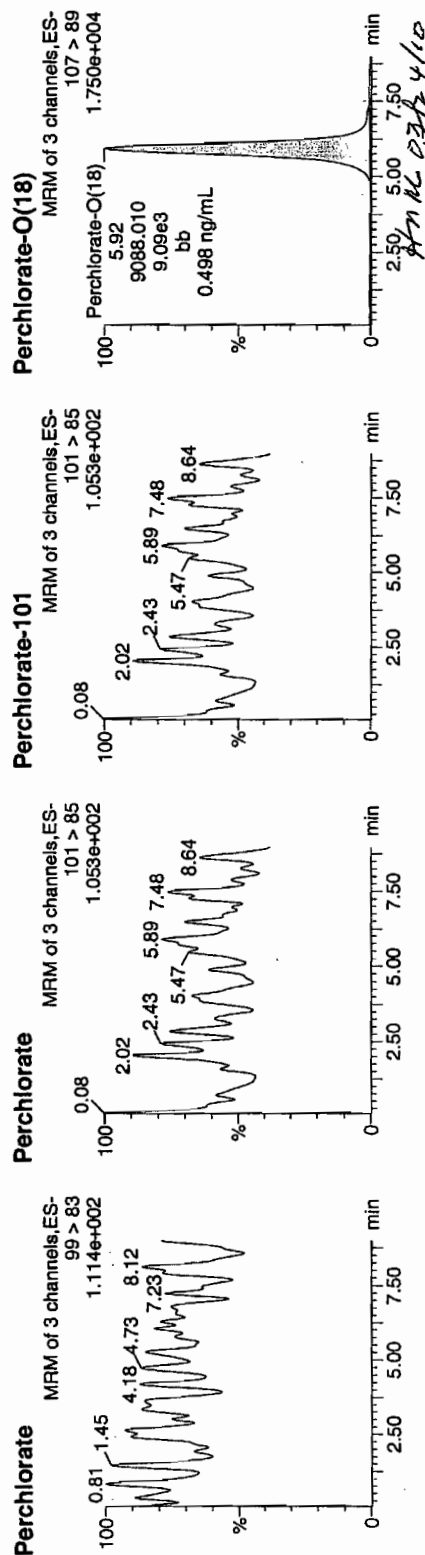 Perchlorate
MRM of 3 channels,ES-
99 > 83
1.114e+002
100
0.81
1.45
4.18
4.73
7.23
8.12
%
0
2.50
5.00
7.50
min
Perchlorate
MRM of 3 channels,ES-
101 > 85
1.053e+002
100
0.08
2.02
2.43
5.47
5.89
7.48
8.64
%
0
2.50
5.00
7.50
min
Perchlorate-101
MRM of 3 channels,ES-
101 > 85
1.053e+002
100
0.08
2.02
2.43
5.47
5.89
7.48
8.64
%
0
2.50
5.00
7.50
min
Perchlorate-O(18)
MRM of 3 channels,ES-
107 > 89
1.750e+004
100
Perchlorate-O(18)
5.92
9088.010
9.09e3
bb
0.498 ng/mL
%
0
2.50
5.00
7.50
min